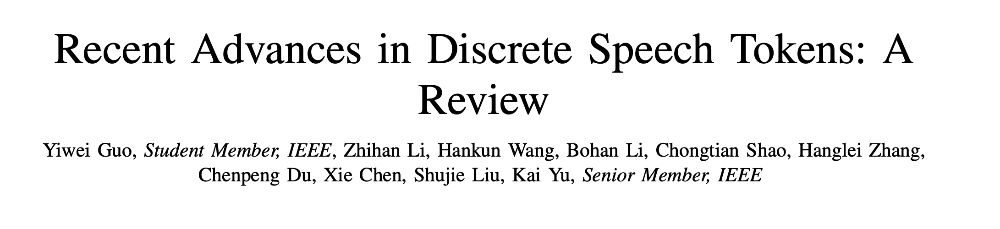 Recent Advances in Discrete Speech Tokens: A
Review
Yiwei Guo, Student Member, IEEE, Zhihan Li, Hankun Wang, Bohan Li, Chongtian Shao, Hanglei Zhang,
Chenpeng Du, Xie Chen, Shujie Liu, Kai Yu, Senior Member, IEEE